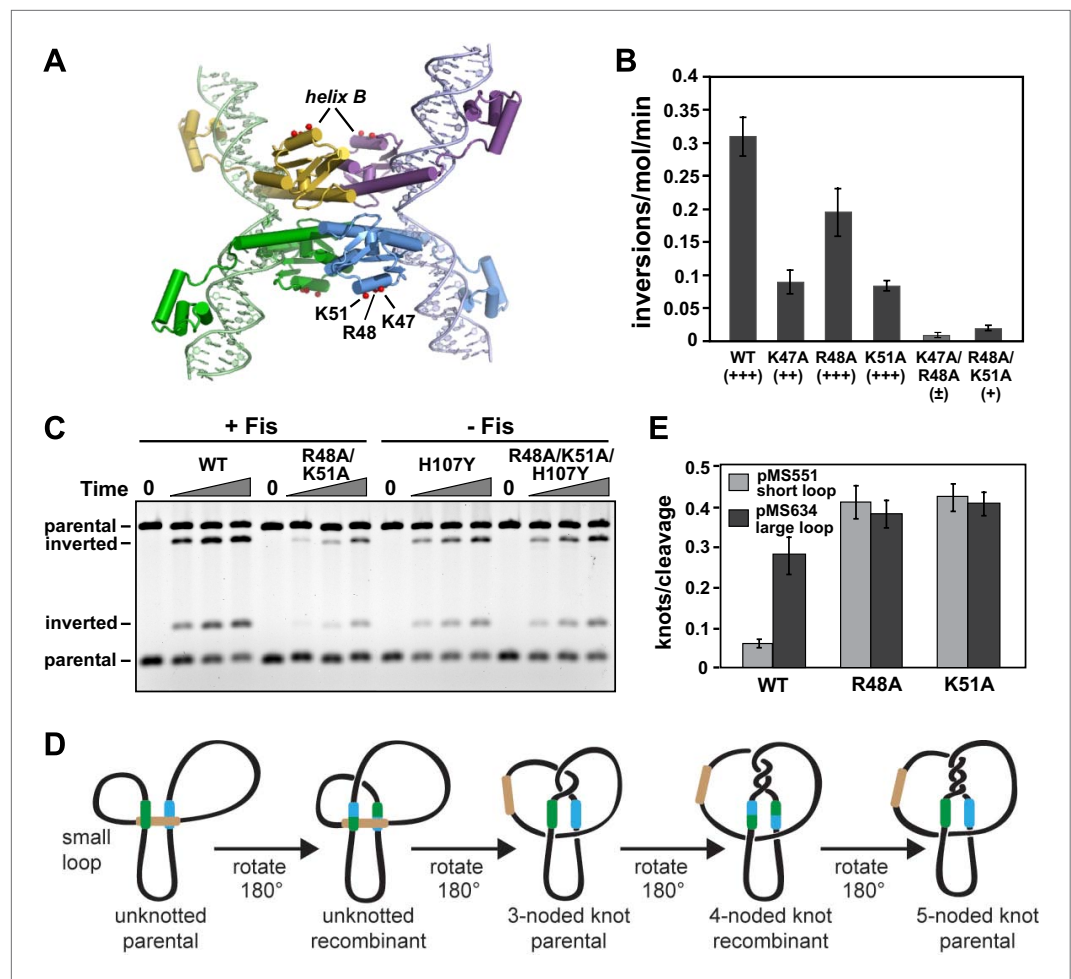 A
helix B
K51
R48
K47
B
inversions/mol/min
0.4
0.35
0.3
0.25
0.2
0.15
0.1
0.05
0
WT K47A R48A K51A K47A/ R48A/
(+++) (++) (+++) (+++) R48A K51A
(±) (+)
C
+ Fis - Fis
WT R48A/ K51A H107Y R48A/K51A/ H107Y
Time 0 0 0 0
parental –
inverted –
inverted –
parental –
E
knots/cleavage
0.5
0.4
0.3
0.2
0.1
0
pMS551
short loop
pMS634
large loop
WT R48A K51A
D
small
loop
rotate
180°
rotate
180°
rotate
180°
rotate
180°
unknotted
parental
unknotted
recombinant
3-noded knot
parental
4-noded knot
recombinant
5-noded knot
parental